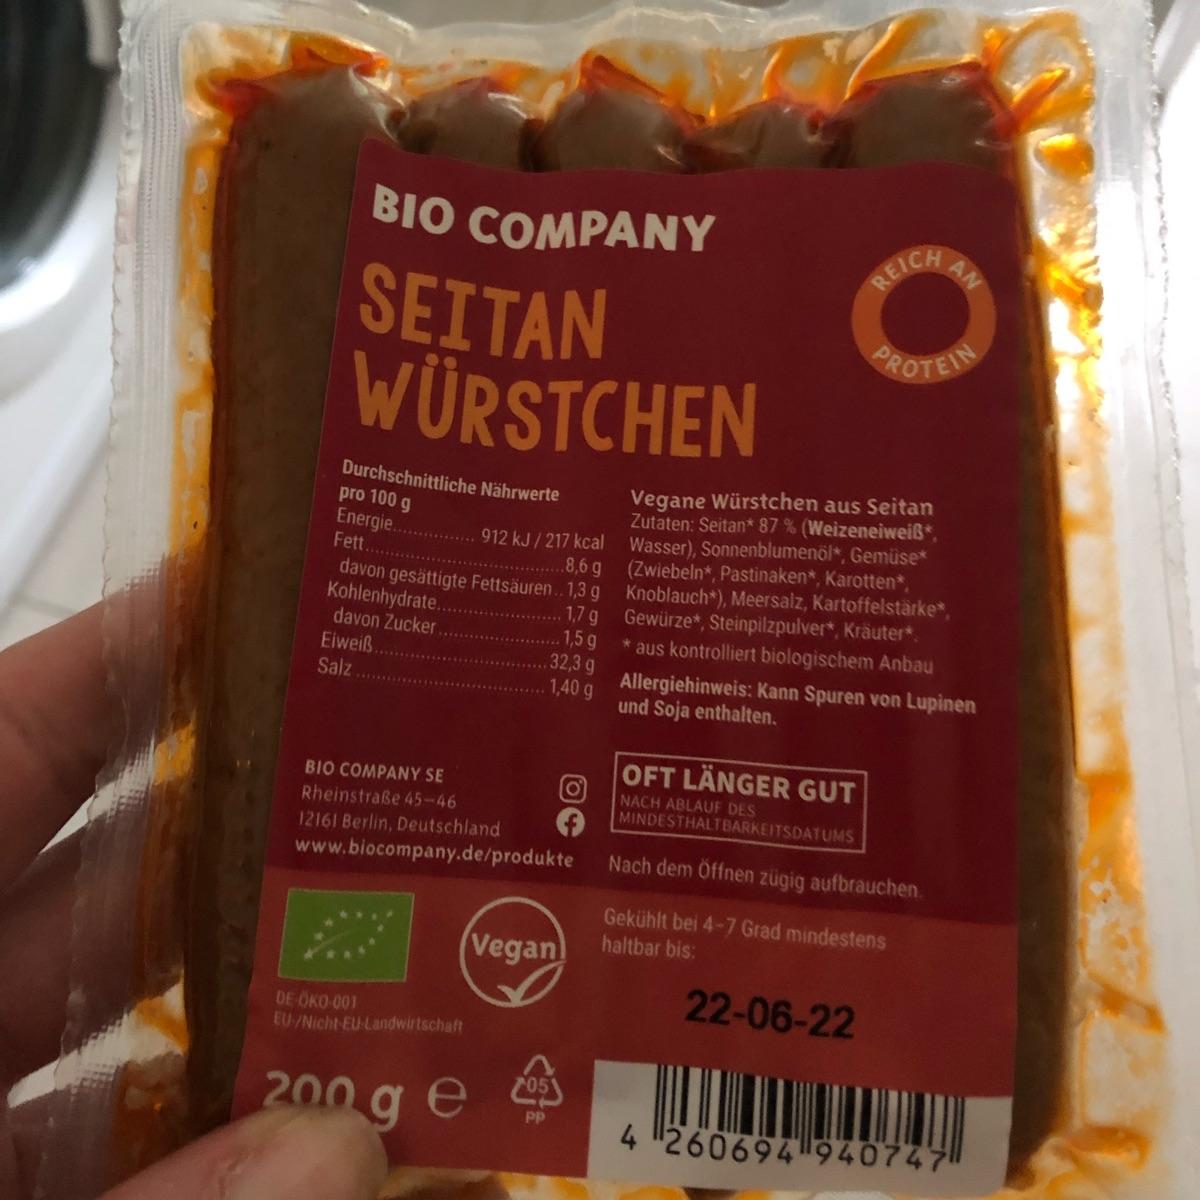 BIO COMPANY
REICH AN
PROTEIN
SEITAN
WÜRSTCHEN
Durchschnittliche Nährwerte
pro 100 g
Energie.............. 912 kJ / 217 kcal
Fett..............8,6 g
davon gesättigte Fettsäuren..1,3 g
Kohlenhydrate.............. 1,7 g
davon Zucker.............. 1,5 g
Eiweiß.............. 32,3 g
Salz.............. 1,40 g
Vegane Würstchen aus Seitan
Zutaten: Seitan* 87 % (Weizeneiweiß*,
Wasser), Sonnenblumenöl*, Gemüse*
(Zwiebeln*, Pastinaken*, Karotten*,
Knoblauch*), Meersalz, Kartoffelstärke*,
Gewürze*, Steinpilzpulver*, Kräuter*.
* aus kontrolliert biologischem Anbau
Allergiehinweis: Kann Spuren von Lupinen
und Soja enthalten.
BIO COMPANY SE
Rheinstraße 45–46
12161 Berlin, Deutschland
www.biocompany.de/produkte
OFT LÄNGER GUT
NACH ABLAUF DES
MINDESTHALTBARKEITSDATUMS
Nach dem Öffnen zügig aufbrauchen.
Gekühlt bei 4–7 Grad mindestens
haltbar bis:
22-06-22
Vegan
DE-ÖKO-001
EU-/Nicht-EU-Landwirtschaft
200 g e
05
PP
4 260694 940747